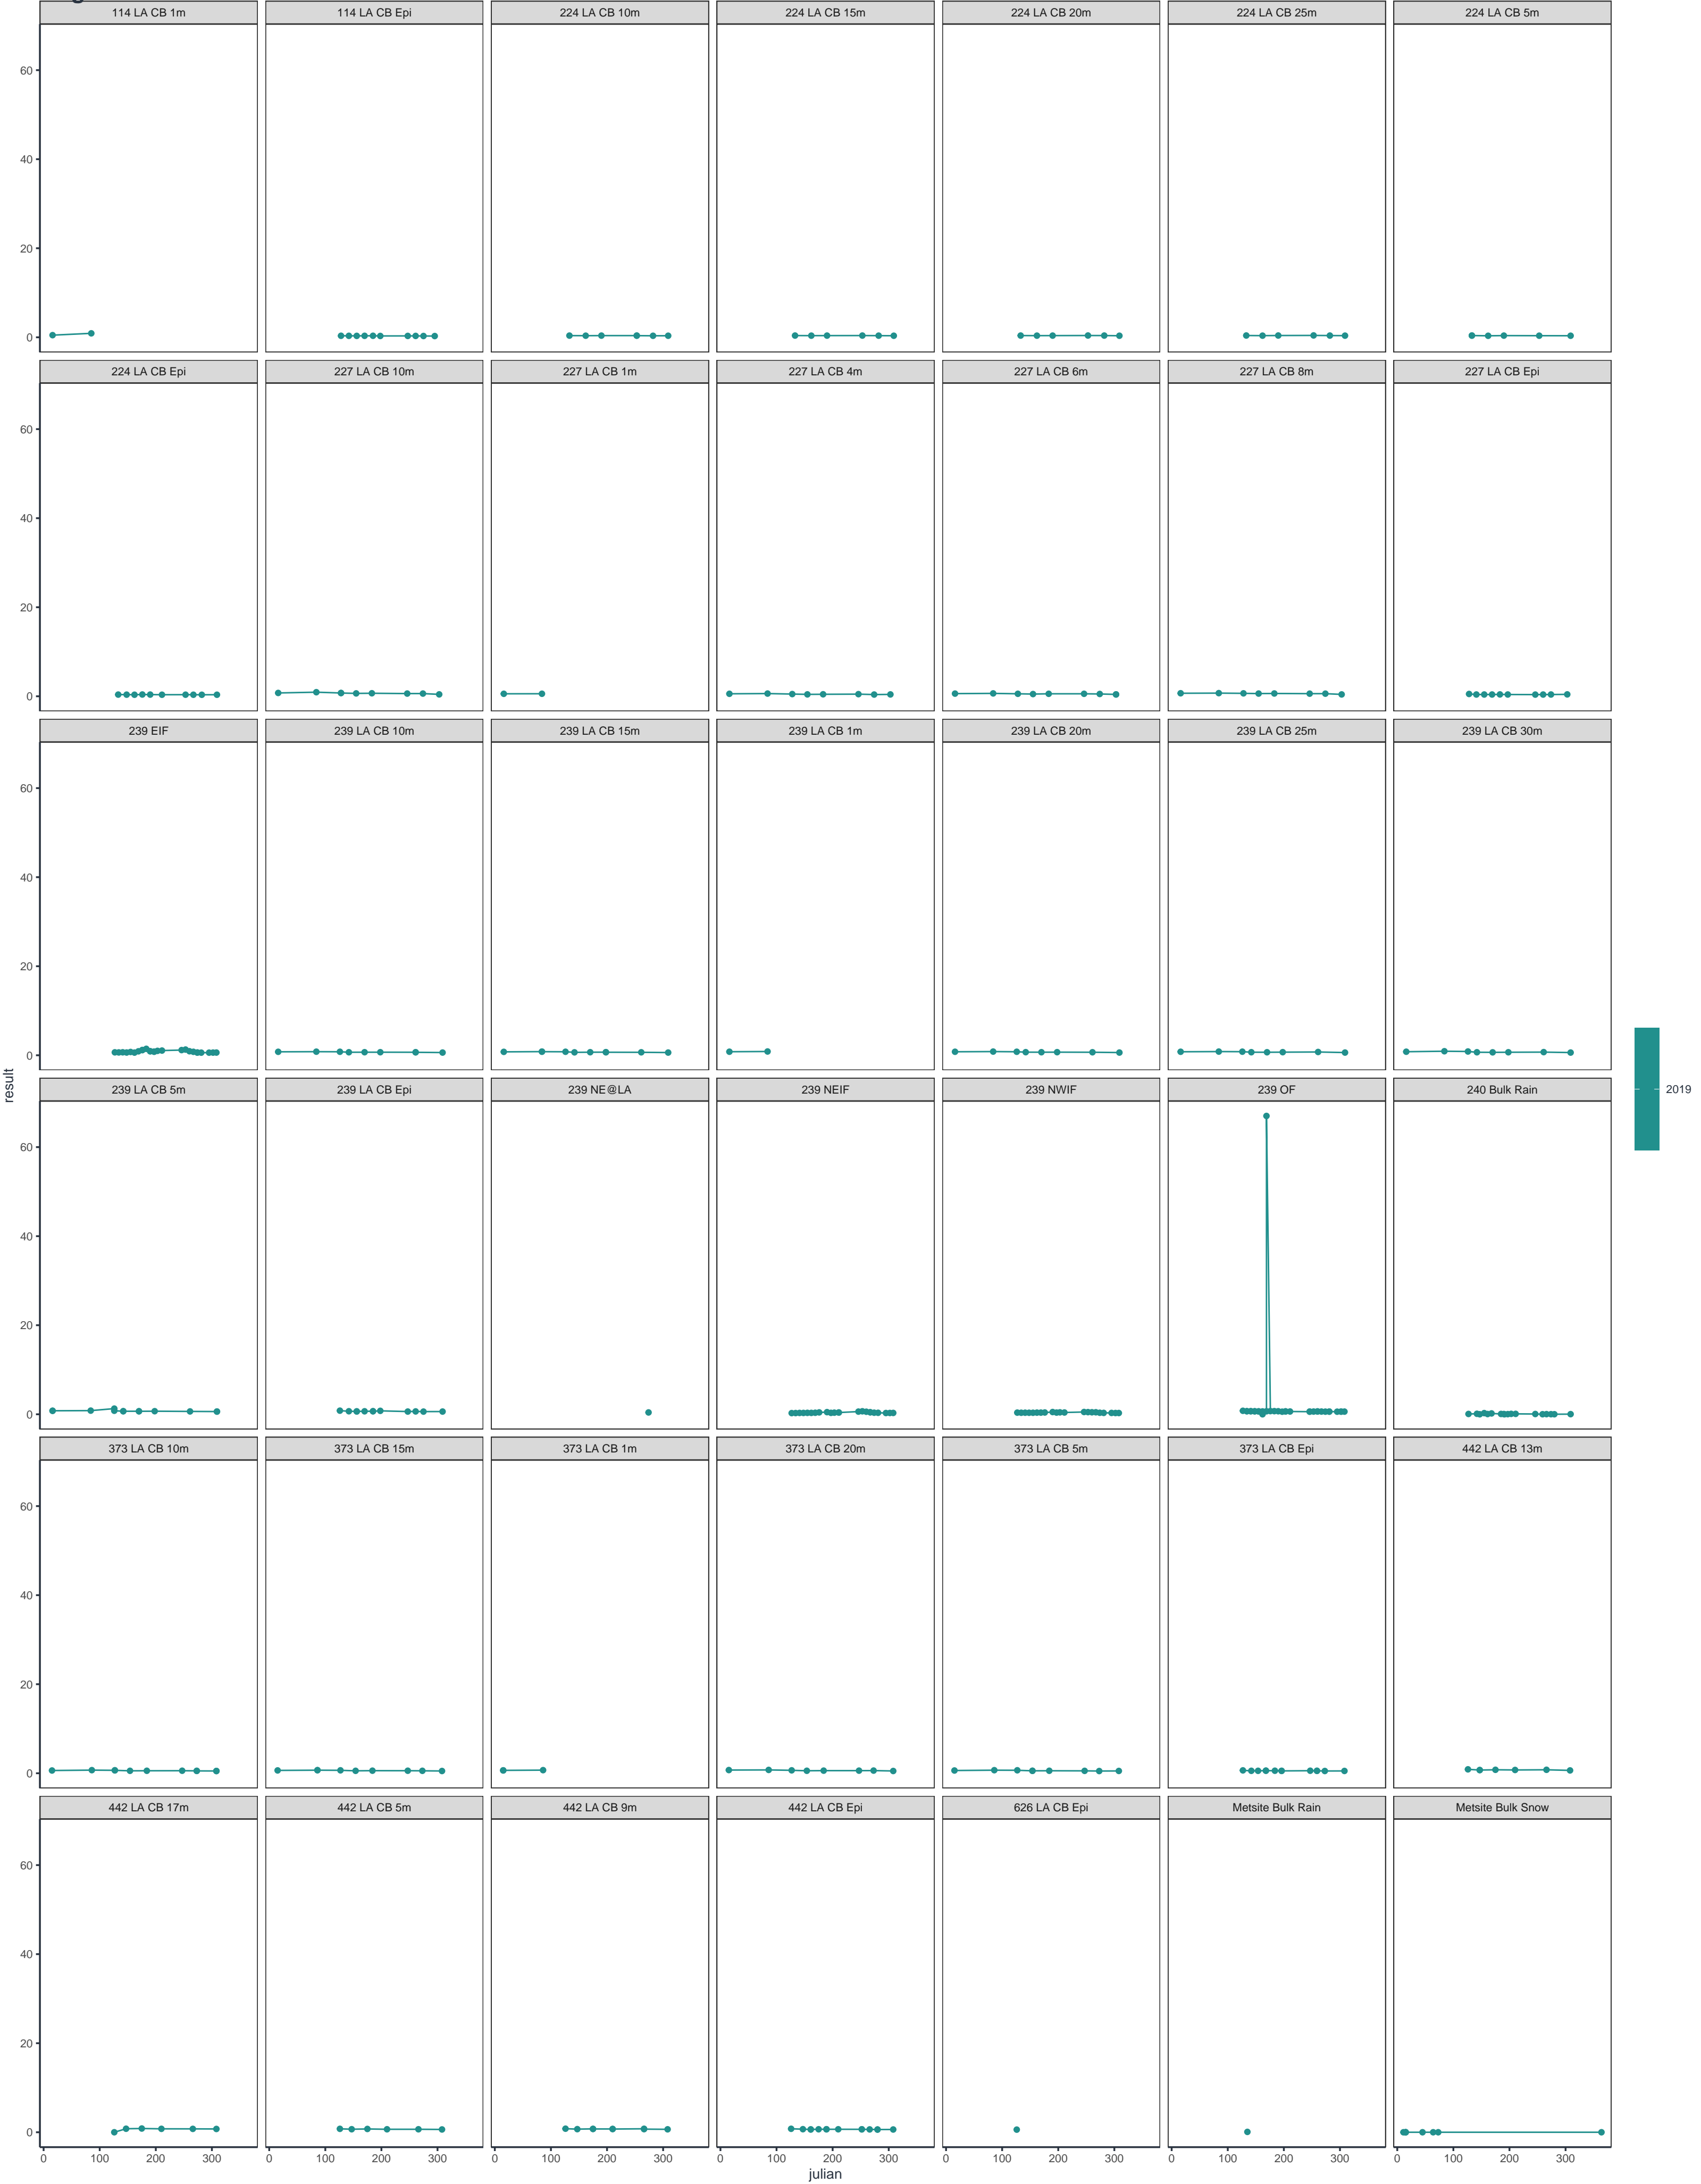 114 LA CB 1m 114 LA CB Epi 224 LA CB 10m 224 LA CB 15m 224 LA CB 20m 224 LA CB 25m 224 LA CB 5m
60
40
20
0
224 LA CB Epi 227 LA CB 10m 227 LA CB 1m 227 LA CB 4m 227 LA CB 6m 227 LA CB 8m 227 LA CB Epi
60
40
20
0
239 EIF 239 LA CB 10m 239 LA CB 15m 239 LA CB 1m 239 LA CB 20m 239 LA CB 25m 239 LA CB 30m
60
40
20
0
result
2019
239 LA CB 5m 239 LA CB Epi 239 NE@LA 239 NEIF 239 NWIF 239 OF 240 Bulk Rain
60
40
20
0
373 LA CB 10m 373 LA CB 15m 373 LA CB 1m 373 LA CB 20m 373 LA CB 5m 373 LA CB Epi 442 LA CB 13m
60
40
20
0
442 LA CB 17m 442 LA CB 5m 442 LA CB 9m 442 LA CB Epi 626 LA CB Epi Metsite Bulk Rain Metsite Bulk Snow
60
40
20
0
0 100 200 300 0 100 200 300 0 100 200 300 0 100 200 300 0 100 200 300 0 100 200 300 0 100 200 300
julian